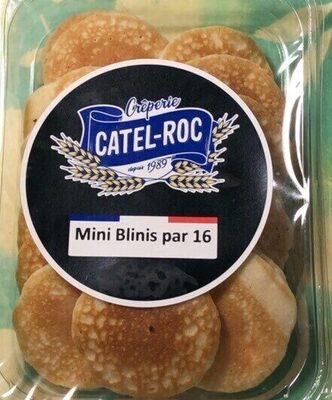 Crêperie
CATEL-ROC
depuis 1989
Mini Blinis par 16